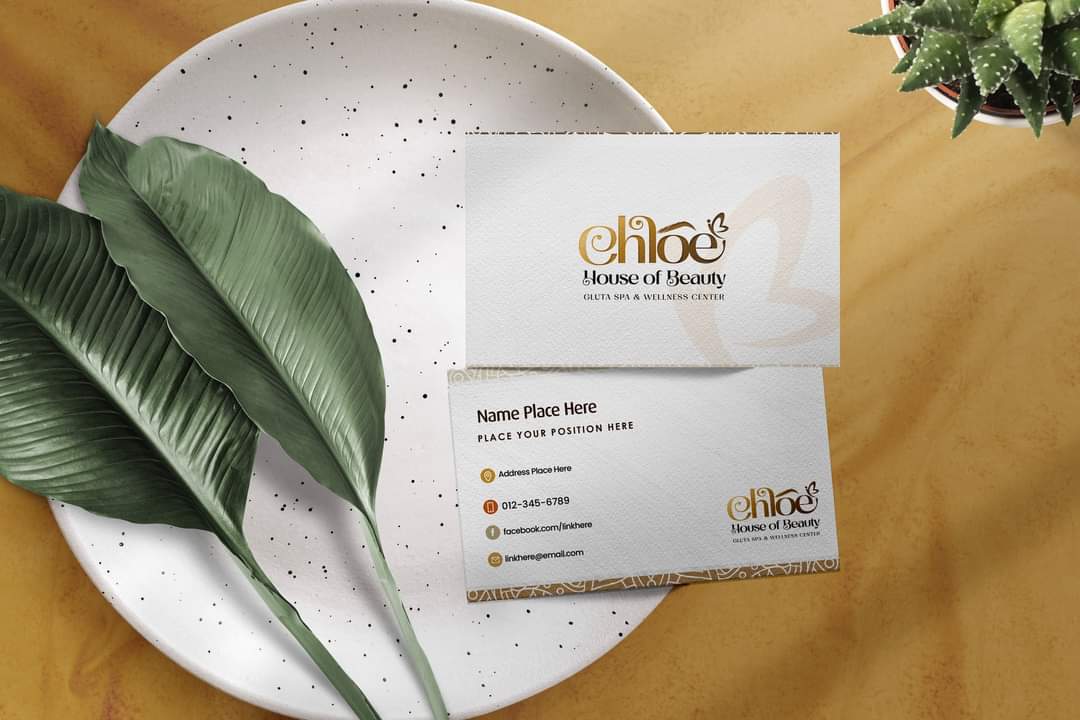 chloe
House of Beauty
GLUTA SPA & WELLNESS CENTER
Name Place Here
PLACE YOUR POSITION HERE
Address Place Here
012-345-6789
facebook.com/linkhere
linkhere@email.com
chloe
House of Beauty
GLUTA SPA & WELLNESS CENTER